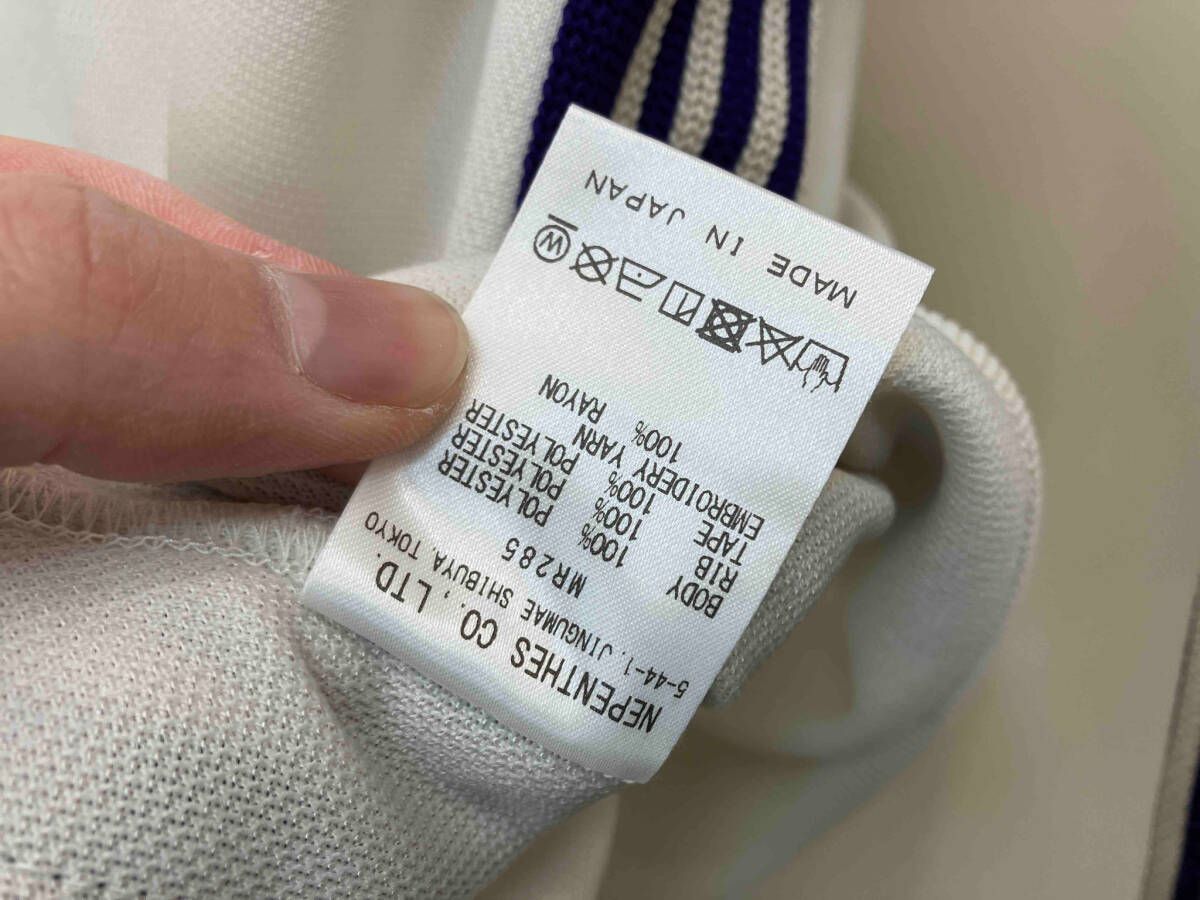 NEPENTHES CO., LTD.
5-44-1, JINGUMAE SHIBUYA, TOKYO
MR285
BODY 100% POLYESTER
RIB 100% POLYESTER
TAPE 100% POLYESTER
EMBROIDERY YARN
100% RAYON
W
MADE IN JAPAN